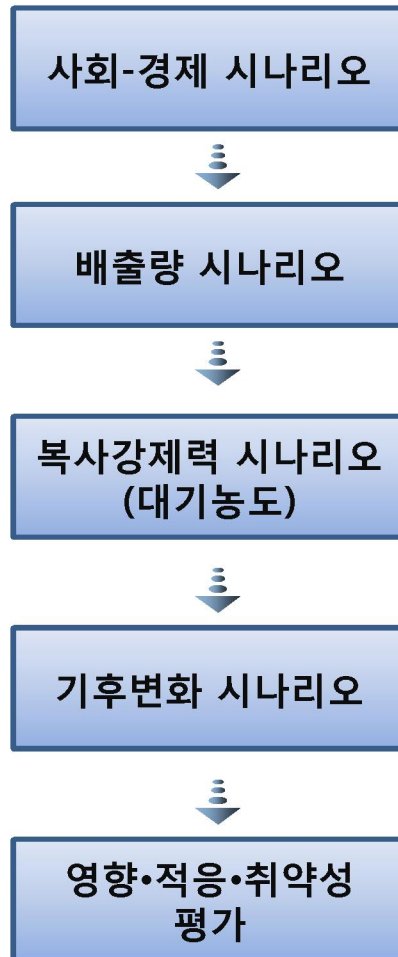 사회-경제 시나리오
배출량 시나리오
복사강제력 시나리오
(대기농도)
기후변화 시나리오
영향•적응•취약성
평가